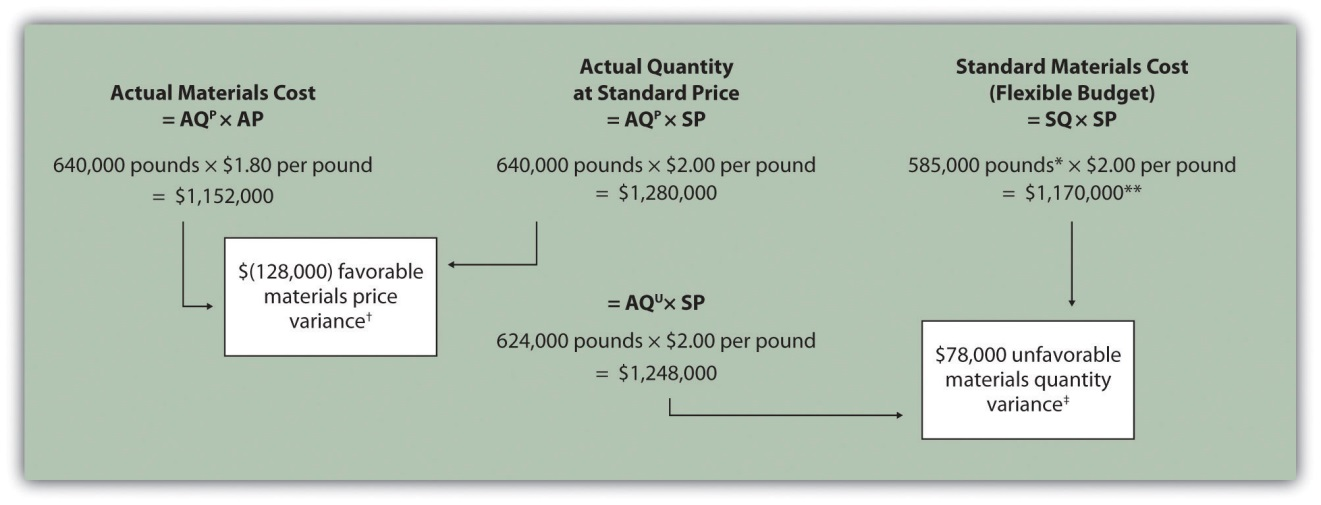 Actual Materials Cost
= AQᴾ × AP
640,000 pounds × $1.80 per pound
= $1,152,000
Actual Quantity
at Standard Price
= AQᴾ × SP
640,000 pounds × $2.00 per pound
= $1,280,000
Standard Materials Cost
(Flexible Budget)
= SQ × SP
585,000 pounds* × $2.00 per pound
= $1,170,000**
$(128,000) favorable
materials price
variance†
= AQᵁ× SP
624,000 pounds × $2.00 per pound
= $1,248,000
$78,000 unfavorable
materials quantity
variance‡